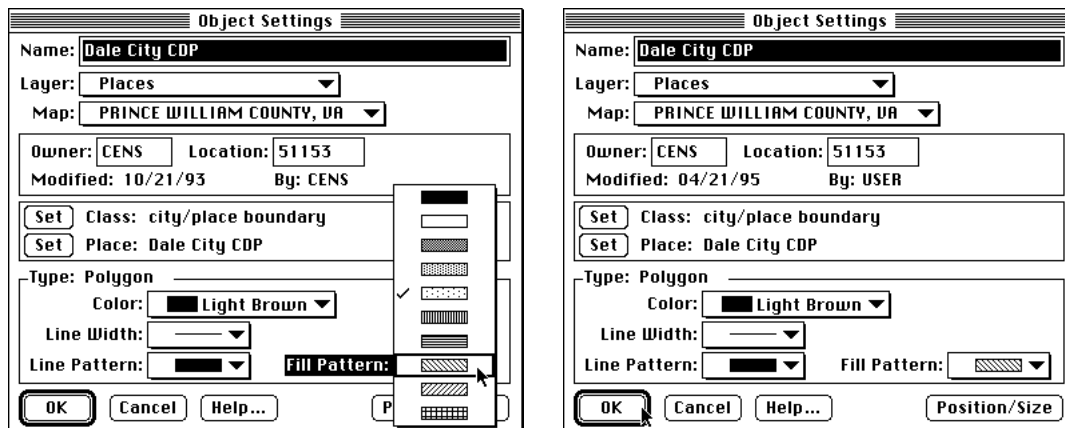 Object Settings
Name: Dale City CDP
Layer: Places
Map: PRINCE WILLIAM COUNTY, VA
Owner: CENS Location: 51153
Modified: 10/21/93 By: CENS
Set Class: city/place boundary
Set Place: Dale City CDP
Type: Polygon
Color: Light Brown
Line Width:
Line Pattern: Fill Pattern:
OK Cancel Help... P
Object Settings
Name: Dale City CDP
Layer: Places
Map: PRINCE WILLIAM COUNTY, VA
Owner: CENS Location: 51153
Modified: 04/21/95 By: USER
Set Class: city/place boundary
Set Place: Dale City CDP
Type: Polygon
Color: Light Brown
Line Width:
Line Pattern: Fill Pattern:
OK Cancel Help... Position/Size